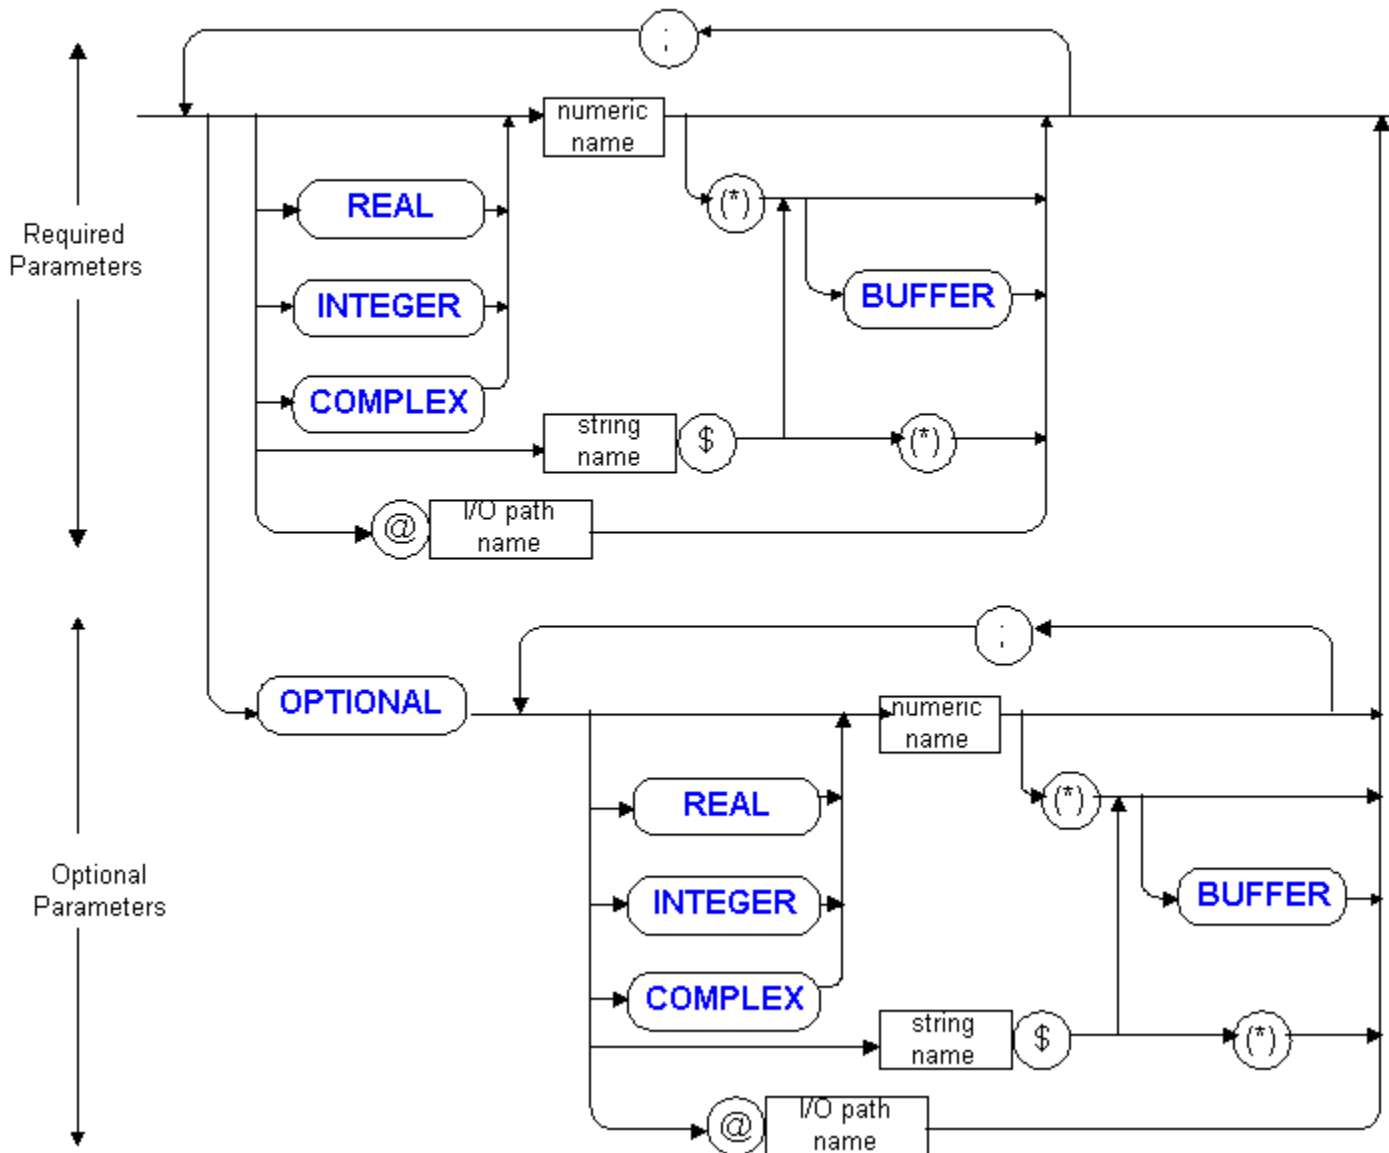 ;
numeric
name
REAL
(*)
Required
Parameters
INTEGER
BUFFER
COMPLEX
string
name
$
(*)
@
I/O path
name
;
OPTIONAL
numeric
name
REAL
(*)
Optional
Parameters
INTEGER
BUFFER
COMPLEX
string
name
$
(*)
@
I/O path
name